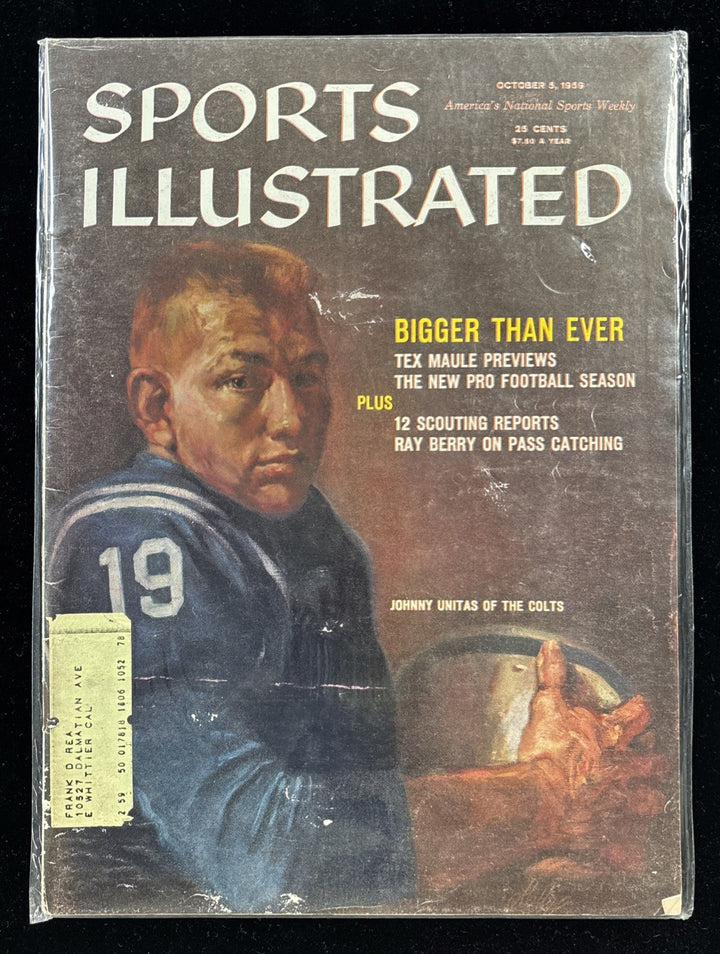 SPORTS
ILLUSTRATED
OCTOBER 5, 1959
America's National Sports Weekly
25 CENTS
$7.50 A YEAR
BIGGER THAN EVER
TEX MAULE PREVIEWS
THE NEW PRO FOOTBALL SEASON
PLUS
12 SCOUTING REPORTS
RAY BERRY ON PASS CATCHING
JOHNNY UNITAS OF THE COLTS
19
FRANK D REA
10527 DALMATIAN AVE
E WHITTIER CAL
2 59 50 017818 1806 1052 78